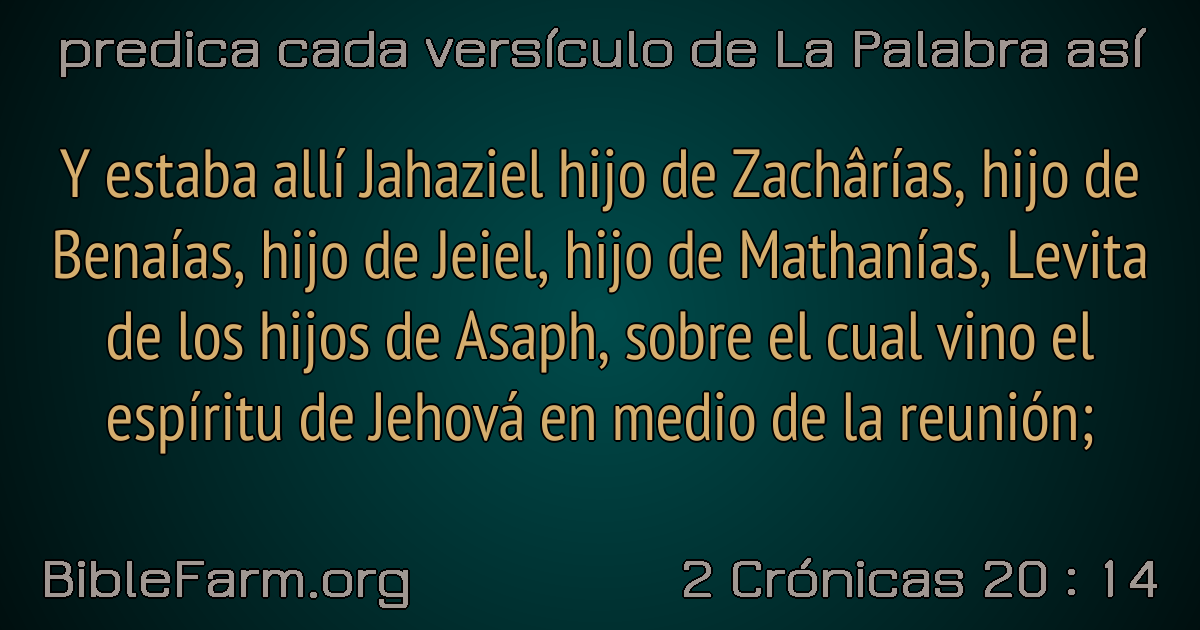 predica cada versículo de La Palabra así
Y estaba allí Jahaziel hijo de Zachârías, hijo de
Benaías, hijo de Jeiel, hijo de Mathanías, Levita
de los hijos de Asaph, sobre el cual vino el
espíritu de Jehová en medio de la reunión;
BibleFarm.org
2 Crónicas 20 : 14